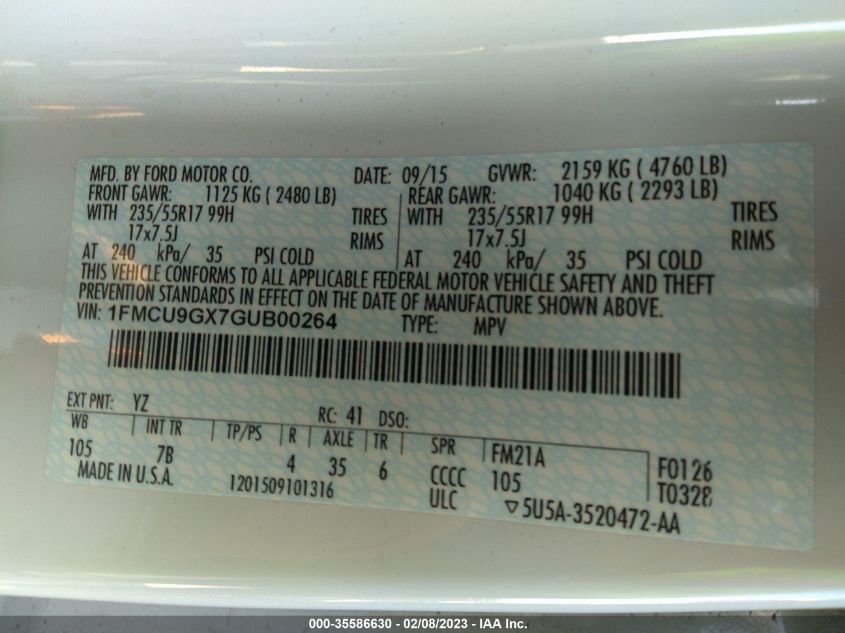 MFD. BY FORD MOTOR CO. DATE: 09/15 GVWR: 2159 KG ( 4760 LB)
FRONT GAWR: 1125 KG ( 2480 LB) REAR GAWR: 1040 KG ( 2293 LB)
WITH 235/55R17 99H TIRES WITH 235/55R17 99H TIRES
17x7.5J RIMS 17x7.5J RIMS
AT 240 kPa/ 35 PSI COLD AT 240 kPa/ 35 PSI COLD
THIS VEHICLE CONFORMS TO ALL APPLICABLE FEDERAL MOTOR VEHICLE SAFETY AND THEFT
PREVENTION STANDARDS IN EFFECT ON THE DATE OF MANUFACTURE SHOWN ABOVE.
VIN: 1FMCU9GX7GUB00264 TYPE: MPV
EXT PNT: YZ RC: 41 DSO:
WB INT TR TP/PS R AXLE TR SPR FM21A F0126
105 7B 4 35 6 CCCC 105 T0328
MADE IN U.S.A. 1201509101316 ULC ▽5U5A-3520472-AA
000-35586630 - 02/08/2023 - IAA Inc.